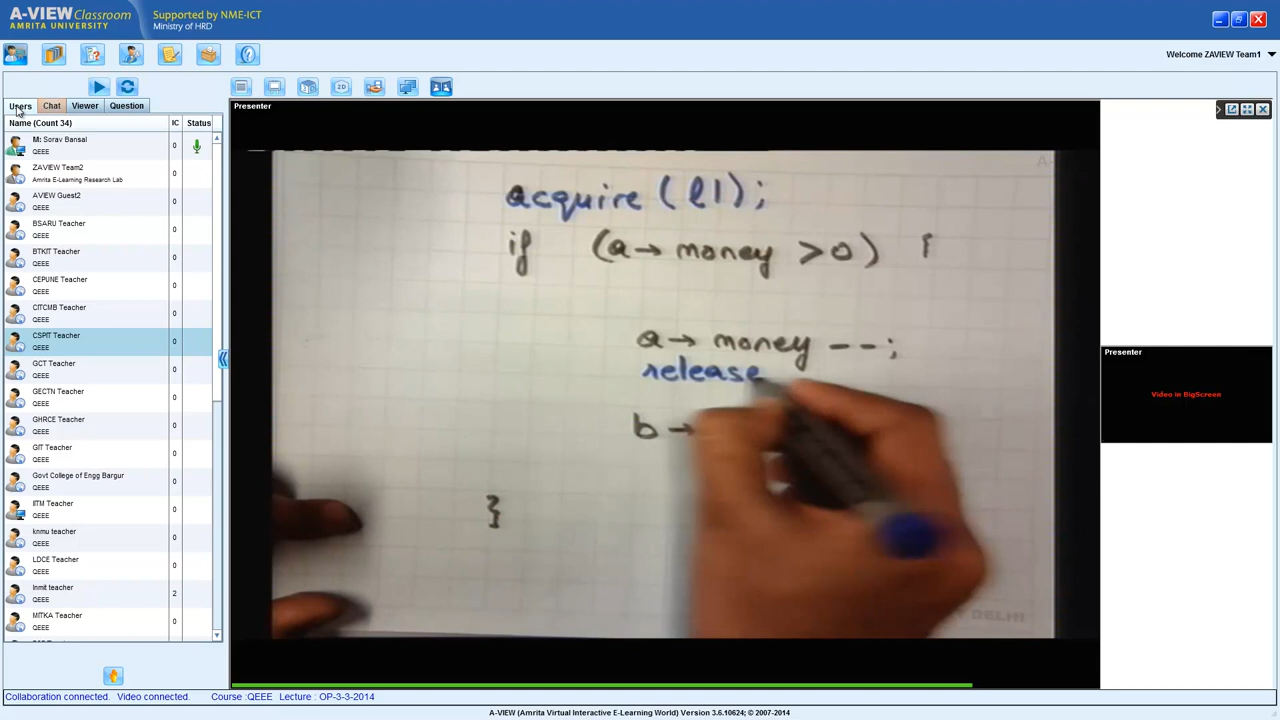 A-VIEW Classroom
AMRITA UNIVERSITY
Supported by NME-ICT
Ministry of HRD
Welcome ZAVIEW Team1
Users Chat Viewer Question
Name (Count 34) IC Status
M: Sorav Bansal
QEEE 0
ZAVIEW Team2
Amrita E-Learning Research Lab 0
AVIEW Guest2
QEEE 0
BSARU Teacher
QEEE 0
BTKIT Teacher
QEEE 0
CEPUNE Teacher
QEEE 0
CITCMB Teacher
QEEE 0
CSPIT Teacher
QEEE 0
GCT Teacher
QEEE 0
GECTN Teacher
QEEE 0
GHRCE Teacher
QEEE 0
GIT Teacher
QEEE 0
Govt College of Engg Bargur
QEEE 0
IITM Teacher
QEEE 0
knmu teacher
QEEE 0
LDCE Teacher
QEEE 0
lnmit teacher
QEEE 2
MITKA Teacher
QEEE 0
Presenter
acquire (l1);
if (a→ money >0) {
a→ money --;
release
b→
}
DELHI
Presenter
Video in BigScreen
Collaboration connected. Video connected. Course :QEEE Lecture : OP-3-3-2014
A-VIEW (Amrita Virtual Interactive E-Learning World) Version 3.6.10624; © 2007-2014